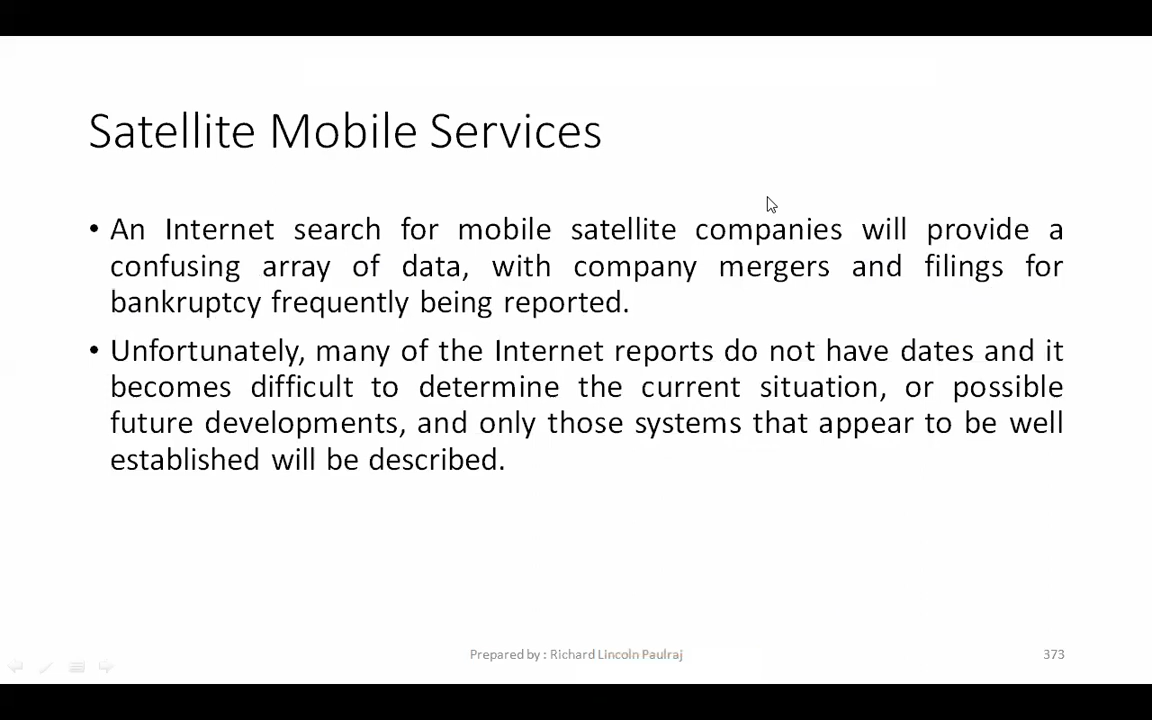 Satellite Mobile Services
• An Internet search for mobile satellite companies will provide a
confusing array of data, with company mergers and filings for
bankruptcy frequently being reported.
• Unfortunately, many of the Internet reports do not have dates and it
becomes difficult to determine the current situation, or possible
future developments, and only those systems that appear to be well
established will be described.
Prepared by : Richard Lincoln Paulraj
373